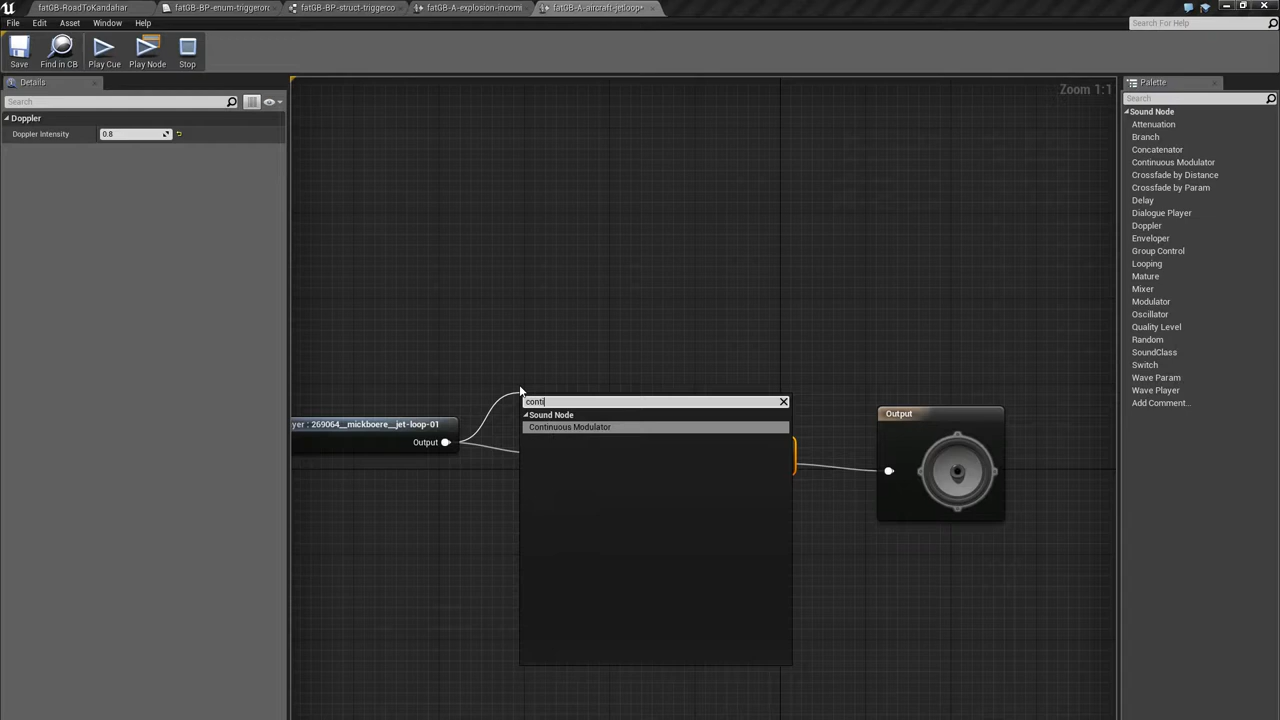 fatGB-RoadToKandahar
fatGB-BP-enum-triggeroro
fatGB-BP-struct-triggerco
fatGB-A-explosion-incomi
fatGB-A-aircraft-jetloop*
File
Edit
Asset
Window
Help
Search For Help
Save
Find in CB
Play Cue
Play Node
Stop
Details
Search
Doppler
Doppler Intensity
0.8
Zoom 1:1
yer : 269064__mickboere__jet-loop-01
Output
conti
Sound Node
Continuous Modulator
Output
Palette
Search
Sound Node
Attenuation
Branch
Concatenator
Continuous Modulator
Crossfade by Distance
Crossfade by Param
Delay
Dialogue Player
Doppler
Enveloper
Group Control
Looping
Mature
Mixer
Modulator
Oscillator
Quality Level
Random
SoundClass
Switch
Wave Param
Wave Player
Add Comment...